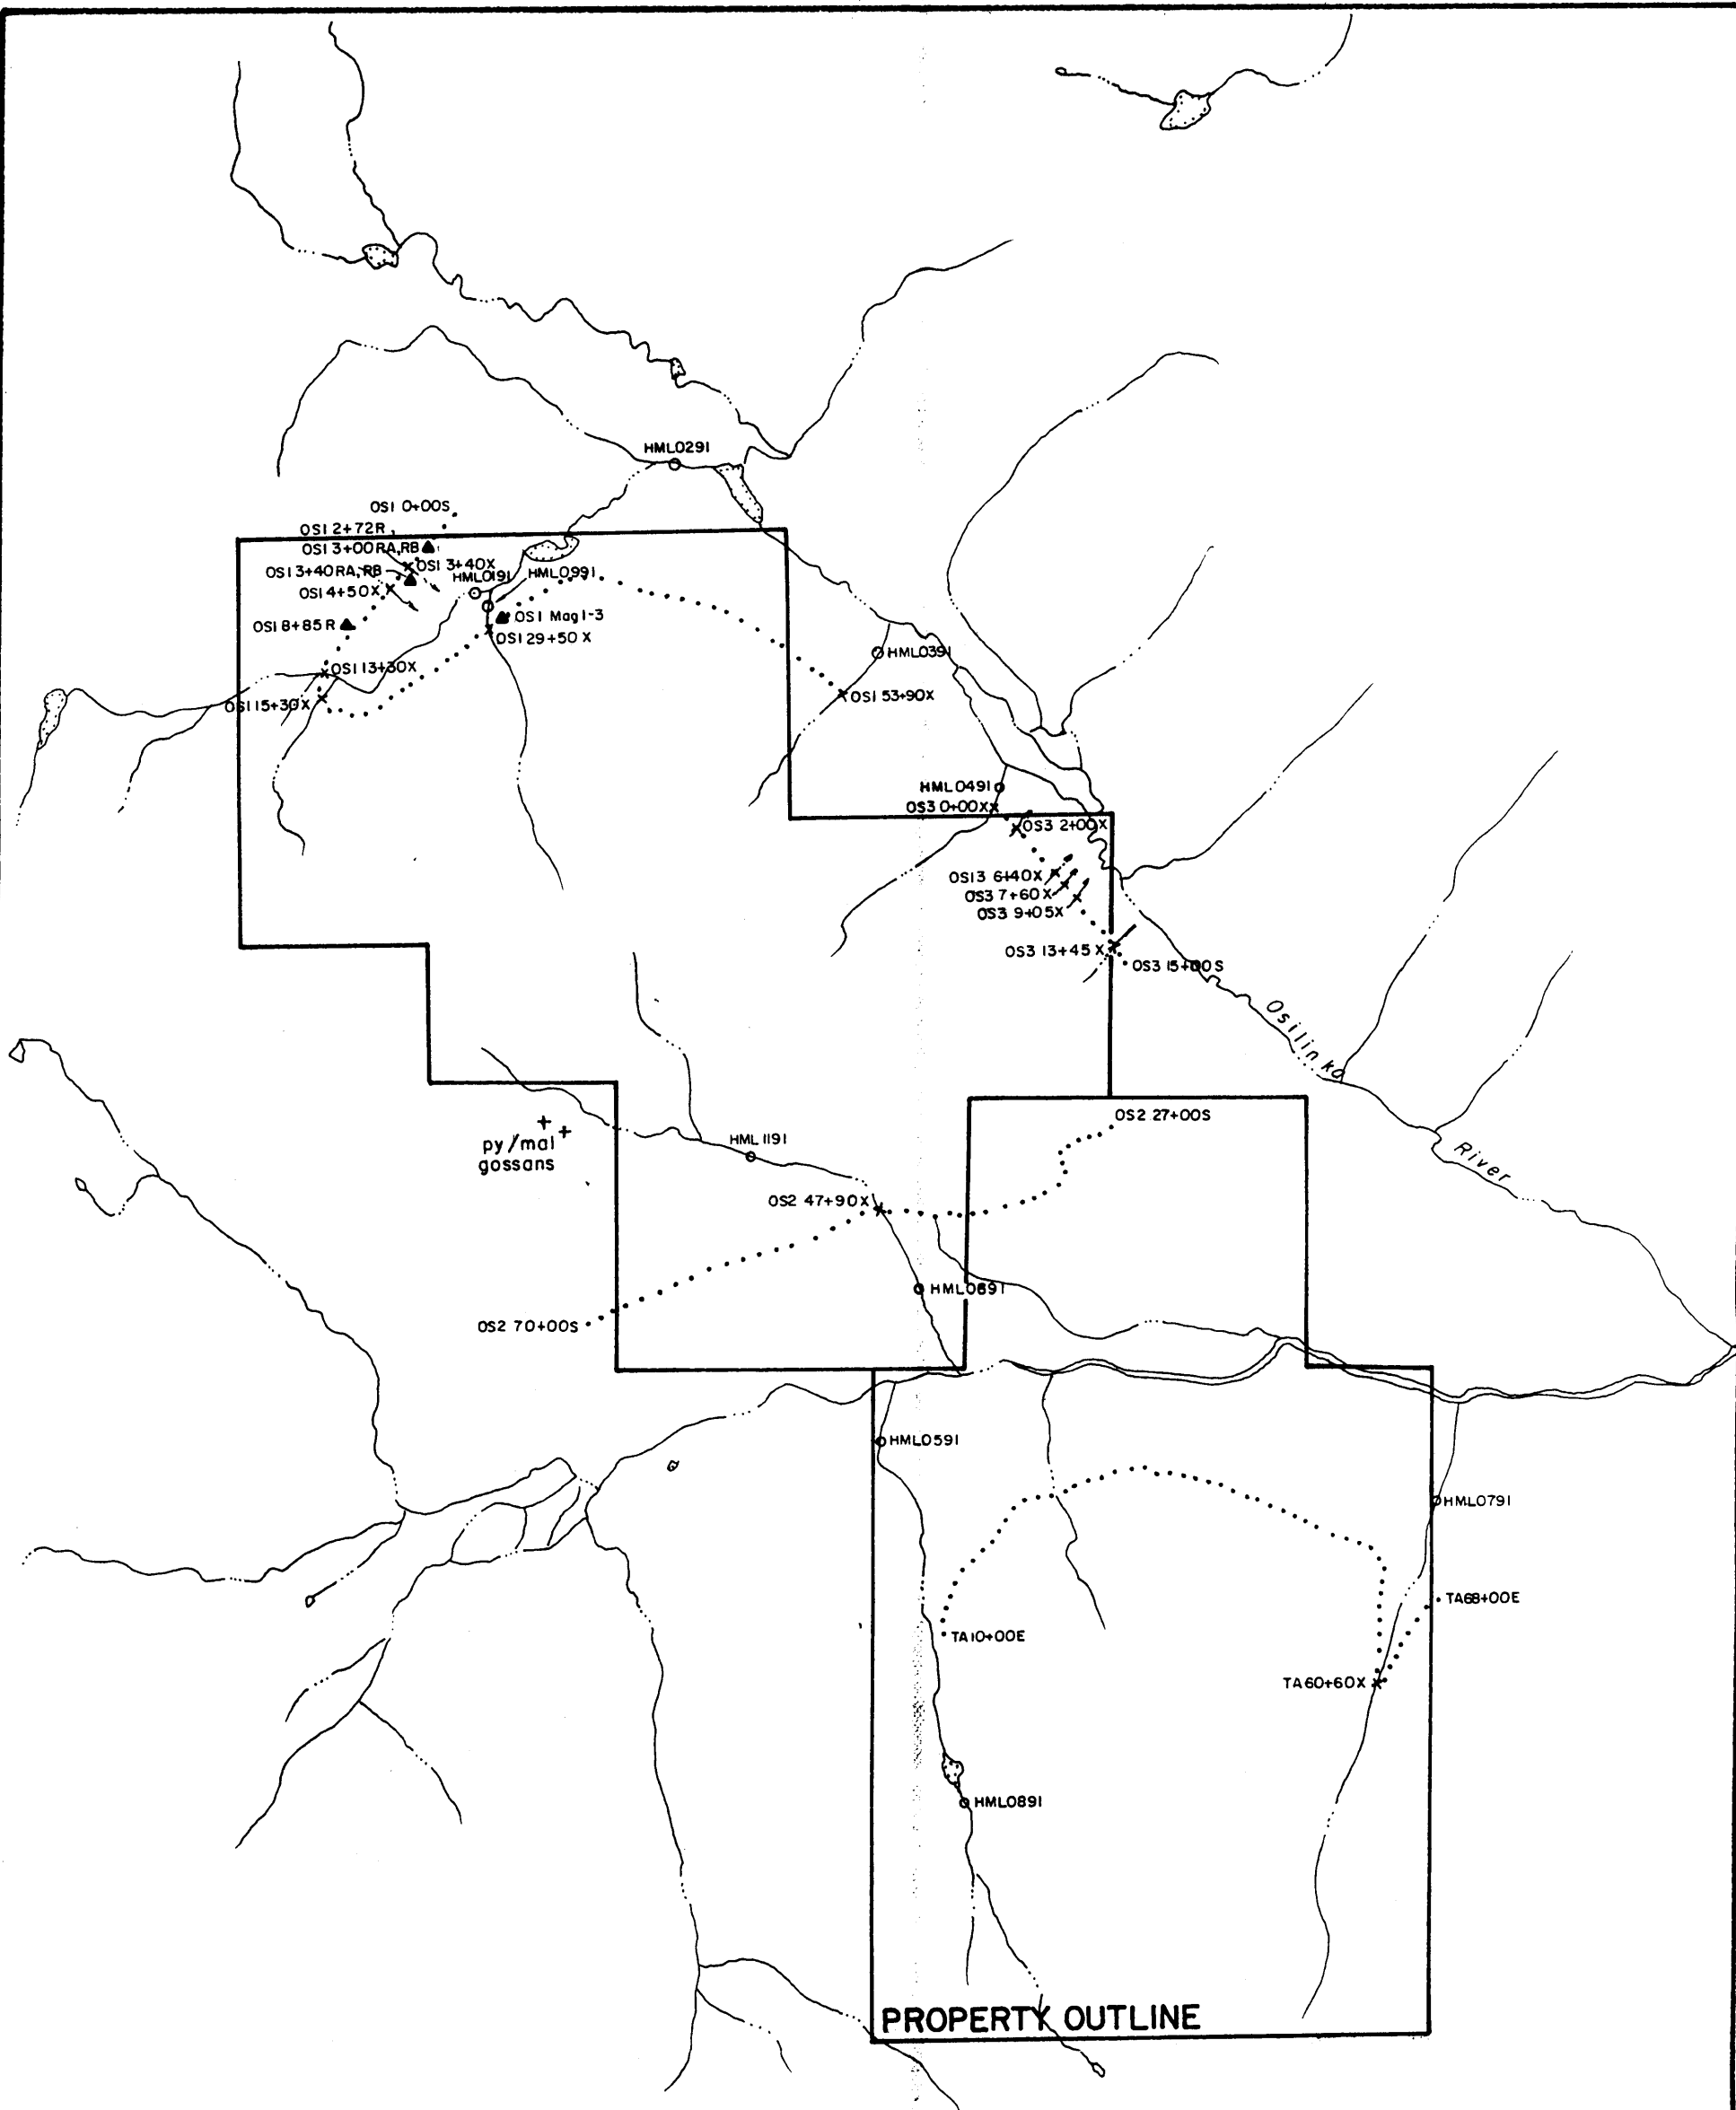 HML0291
OS1 0+00S
OS1 2+72R
OS1 3+00RA,RB
OS1 3+40X
OS1 3+40RA,RB
HML0191
HML0991
OS1 4+50X
OS1 Mag 1-3
OS1 8+85R
OS1 29+50 X
HML0391
OS1 13+30X
OS1 53+90X
OS1 15+30X
HML0491
OS3 0+00X
OS3 2+00X
OS13 6+40X
OS3 7+60X
OS3 9+05X
OS3 13+45 X
OS3 15+00S
Osilinka
River
OS2 27+00S
py/mal
gossans
HML1191
OS2 47+90X
HML0691
OS2 70+00S
HML0591
HML0791
TA68+00E
TA10+00E
TA60+60X
HML0891
PROPERTY OUTLINE